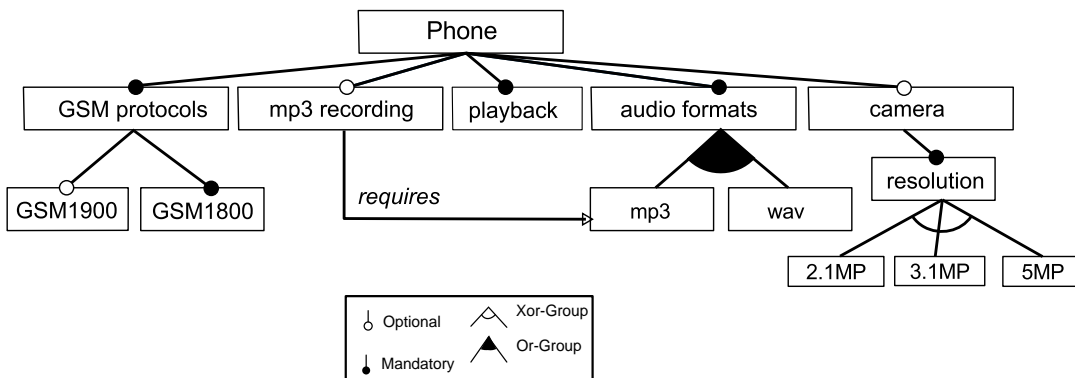 Phone
GSM protocols
mp3 recording
playback
audio formats
camera
resolution
GSM1900
GSM1800
requires
mp3
wav
2.1MP
3.1MP
5MP
Optional
Xor-Group
Mandatory
Or-Group